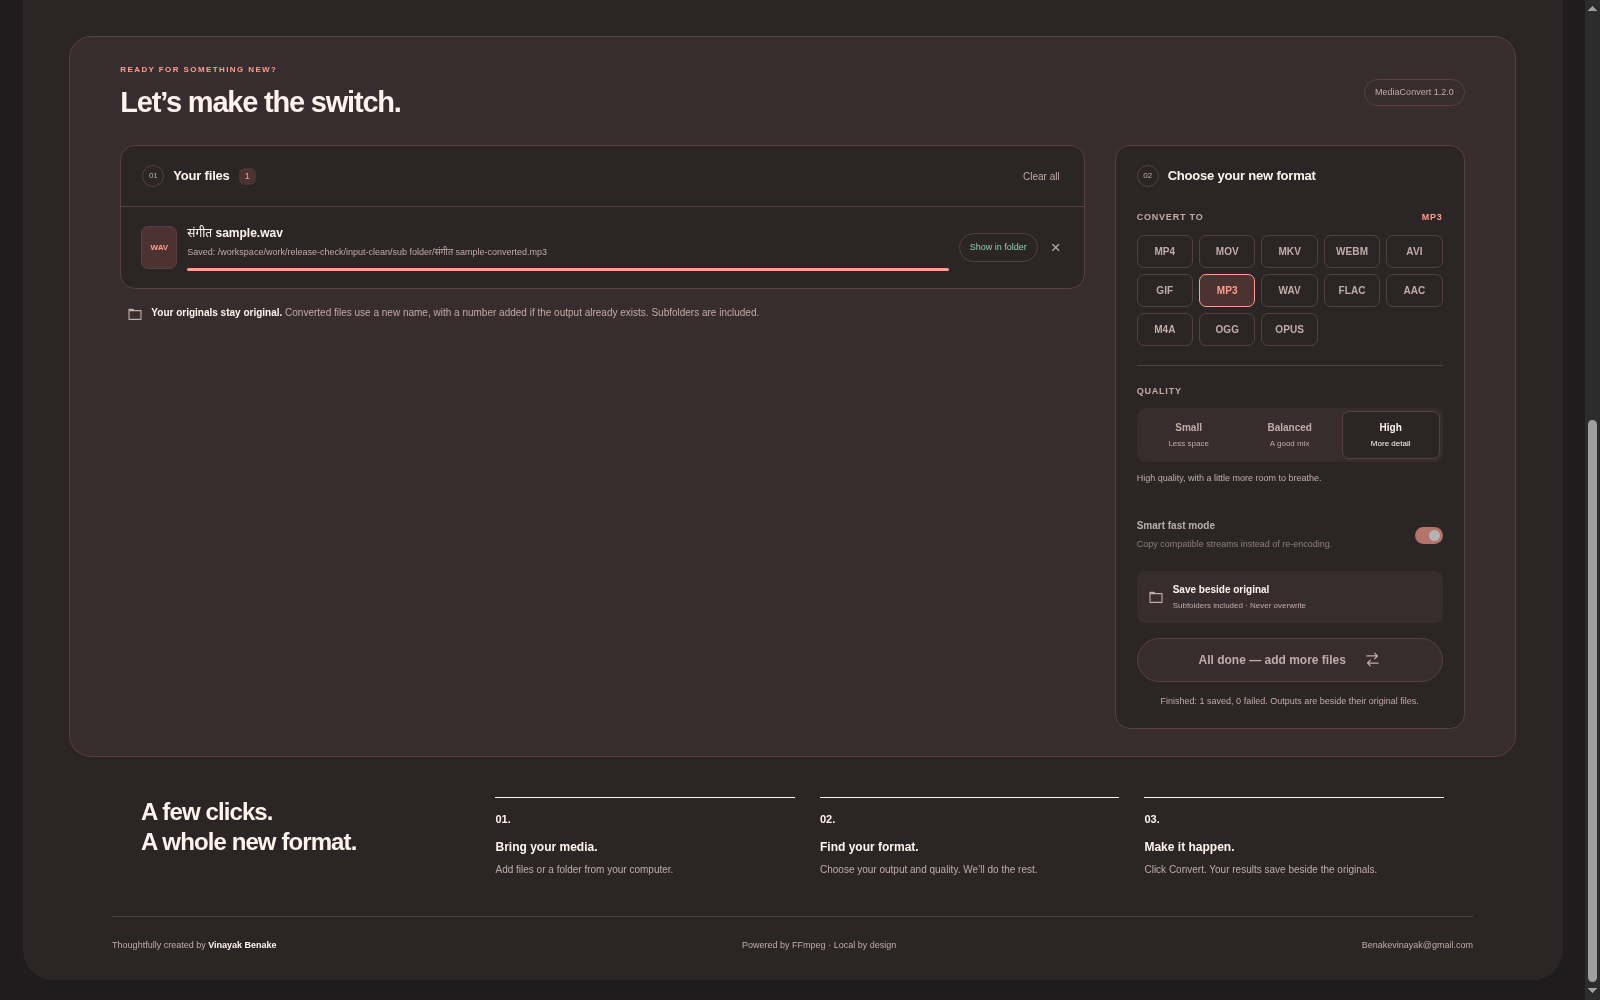 READY FOR SOMETHING NEW?
Let’s make the switch.
MediaConvert 1.2.0
01 Your files 1
Clear all
WAV
संगीत sample.wav
Saved: /workspace/work/release-check/input-clean/sub folder/संगीत sample-converted.mp3
Show in folder ✕
Your originals stay original. Converted files use a new name, with a number added if the output already exists. Subfolders are included.
02 Choose your new format
CONVERT TO MP3
MP4 MOV MKV WEBM AVI
GIF MP3 WAV FLAC AAC
M4A OGG OPUS
QUALITY
Small Balanced High
Less space A good mix More detail
High quality, with a little more room to breathe.
Smart fast mode
Copy compatible streams instead of re-encoding.
Save beside original
Subfolders included · Never overwrite
All done — add more files
Finished: 1 saved, 0 failed. Outputs are beside their original files.
A few clicks.
A whole new format.
01.
Bring your media.
Add files or a folder from your computer.
02.
Find your format.
Choose your output and quality. We’ll do the rest.
03.
Make it happen.
Click Convert. Your results save beside the originals.
Thoughtfully created by Vinayak Benake
Powered by FFmpeg · Local by design
Benakevinayak@gmail.com